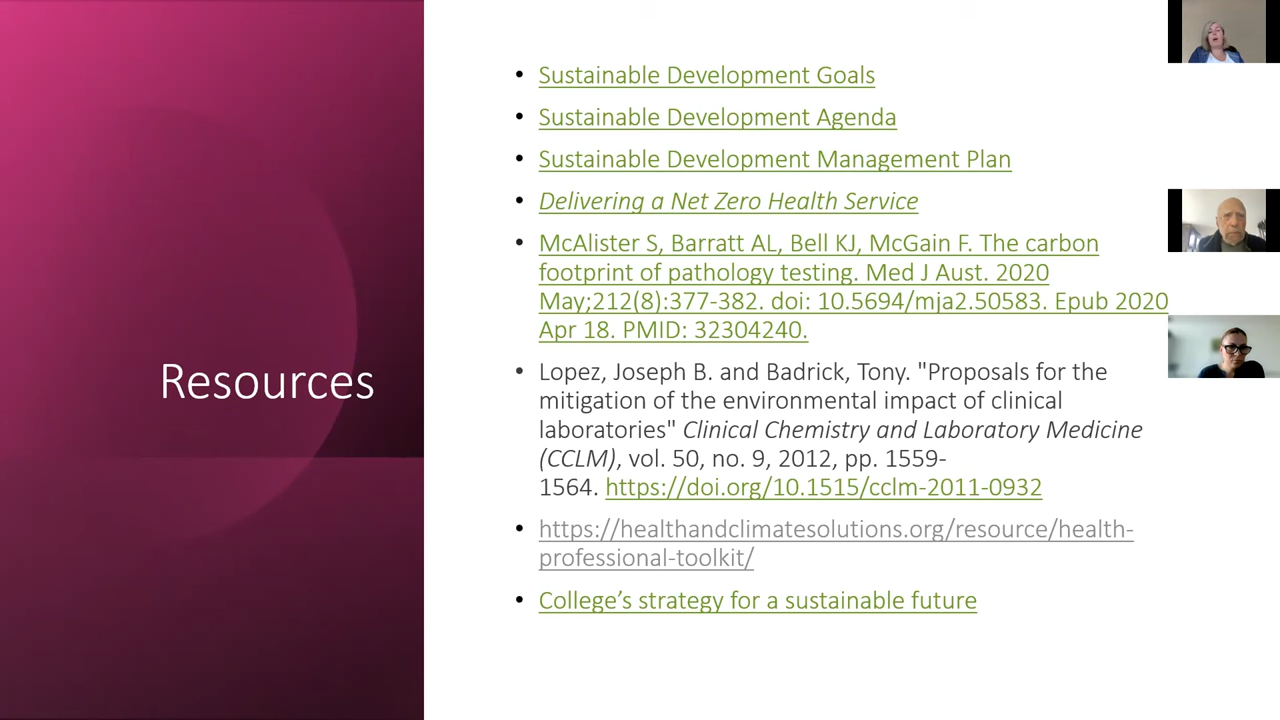 Resources
• Sustainable Development Goals
• Sustainable Development Agenda
• Sustainable Development Management Plan
• Delivering a Net Zero Health Service
• McAlister S, Barratt AL, Bell KJ, McGain F. The carbon
footprint of pathology testing. Med J Aust. 2020
May;212(8):377-382. doi: 10.5694/mja2.50583. Epub 2020
Apr 18. PMID: 32304240.
• Lopez, Joseph B. and Badrick, Tony. "Proposals for the
mitigation of the environmental impact of clinical
laboratories" Clinical Chemistry and Laboratory Medicine
(CCLM), vol. 50, no. 9, 2012, pp. 1559-
1564. https://doi.org/10.1515/cclm-2011-0932
• https://healthandclimatesolutions.org/resource/health-
professional-toolkit/
• College’s strategy for a sustainable future